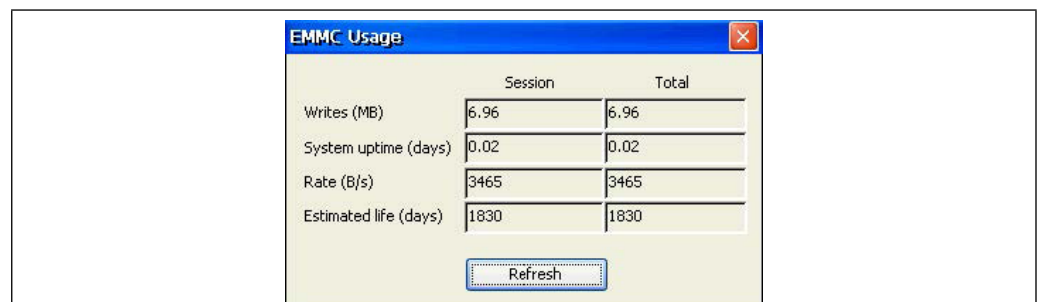 EMMC Usage
Session Total
Writes (MB) 6.96 6.96
System uptime (days) 0.02 0.02
Rate (B/s) 3465 3465
Estimated life (days) 1830 1830
Refresh